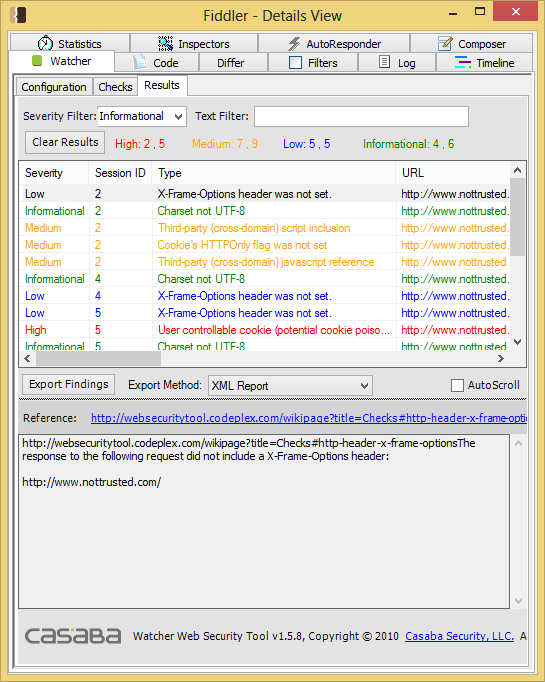 Fiddler - Details View
Statistics Inspectors AutoResponder Composer
Watcher Code Differ Filters Log Timeline
Configuration Checks Results
Severity Filter: Informational Text Filter:
Clear Results High: 2 , 5 Medium: 7 , 9 Low: 5 , 5 Informational: 4 , 6
Severity Session ID Type URL
Low 2 X-Frame-Options header was not set. http://www.nottrusted.
Informational 2 Charset not UTF-8 http://www.nottrusted.
Medium 2 Third-party (cross-domain) script inclusion http://www.nottrusted.
Medium 2 Cookie's HTTPOnly flag was not set http://www.nottrusted.
Medium 2 Third-party (cross-domain) javascript reference http://www.nottrusted.
Informational 4 Charset not UTF-8 http://www.nottrusted.
Low 4 X-Frame-Options header was not set. http://www.nottrusted.
Low 5 X-Frame-Options header was not set. http://www.nottrusted.
High 5 User controllable cookie (potential cookie poiso... http://www.nottrusted.
Informational 5 Charset not UTF-8 http://www.nottrusted.
Export Findings Export Method: XML Report AutoScroll
Reference: http://websecuritytool.codeplex.com/wikipage?title=Checks#http-header-x-frame-optio
http://websecuritytool.codeplex.com/wikipage?title=Checks#http-header-x-frame-optionsThe
response to the following request did not include a X-Frame-Options header:
http://www.nottrusted.com/
casaba Watcher Web Security Tool v1.5.8, Copyright © 2010 Casaba Security, LLC. A